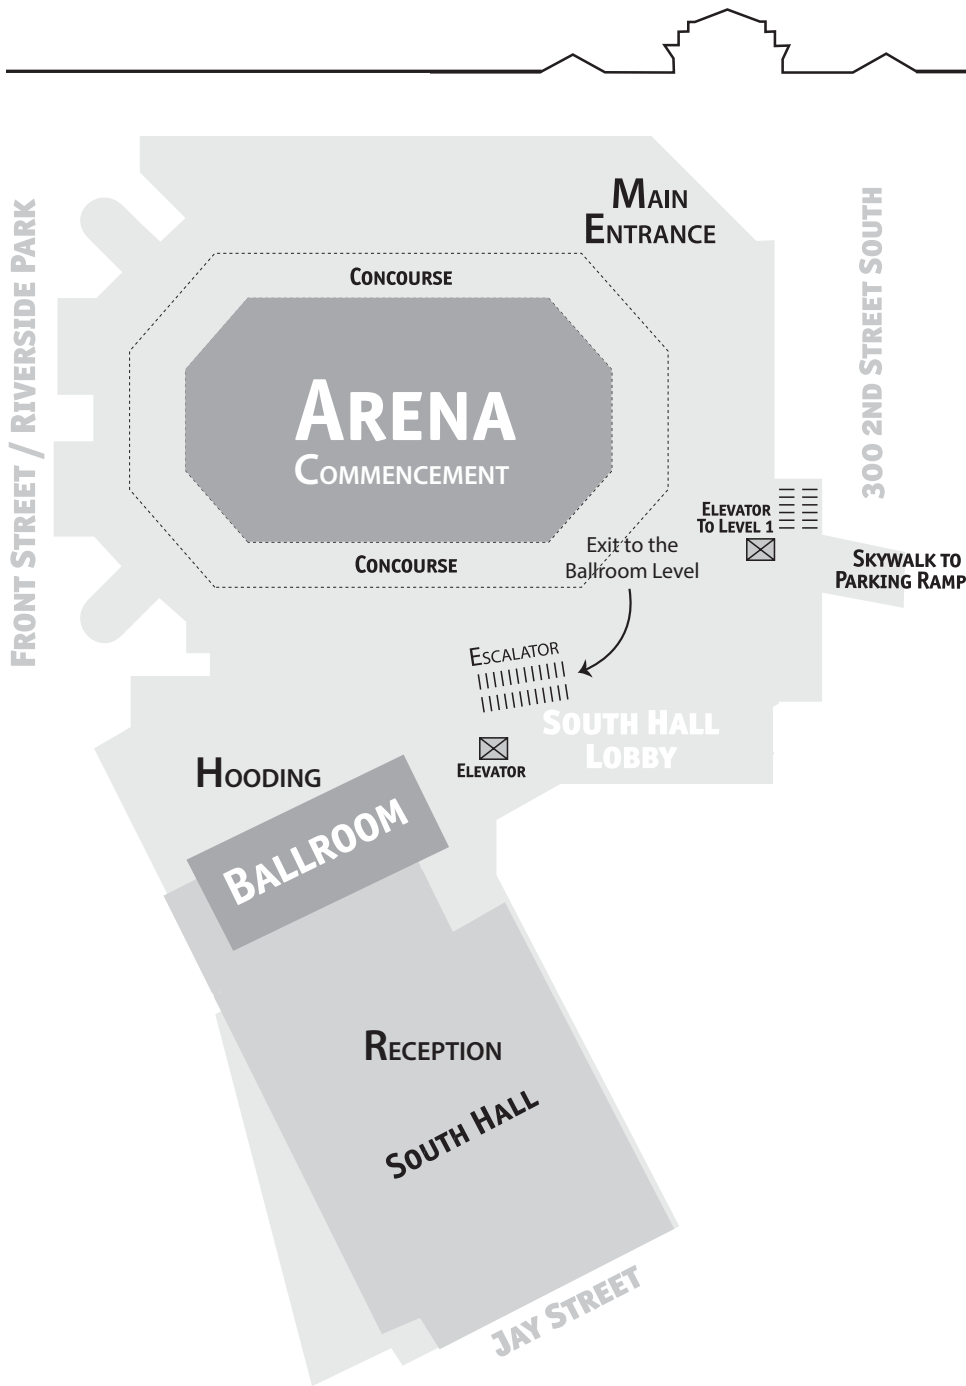 MAIN
ENTRANCE
FRONT STREET / RIVERSIDE PARK
300 2ND STREET SOUTH
CONCOURSE
ARENA
COMMENCEMENT
ELEVATOR
TO LEVEL 1
Exit to the
Ballroom Level
CONCOURSE
SKYWALK TO
PARKING RAMP
ESCALATOR
SOUTH HALL
LOBBY
ELEVATOR
HOODING
BALLROOM
RECEPTION
SOUTH HALL
JAY STREET